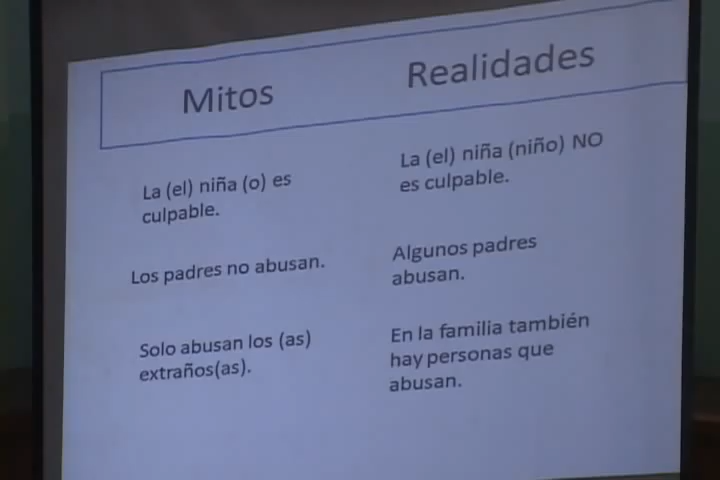 Mitos
Realidades
La (el) niña (o) es
culpable.
La (el) niña (niño) NO
es culpable.
Los padres no abusan.
Algunos padres
abusan.
Solo abusan los (as)
extraños(as).
En la familia también
hay personas que
abusan.